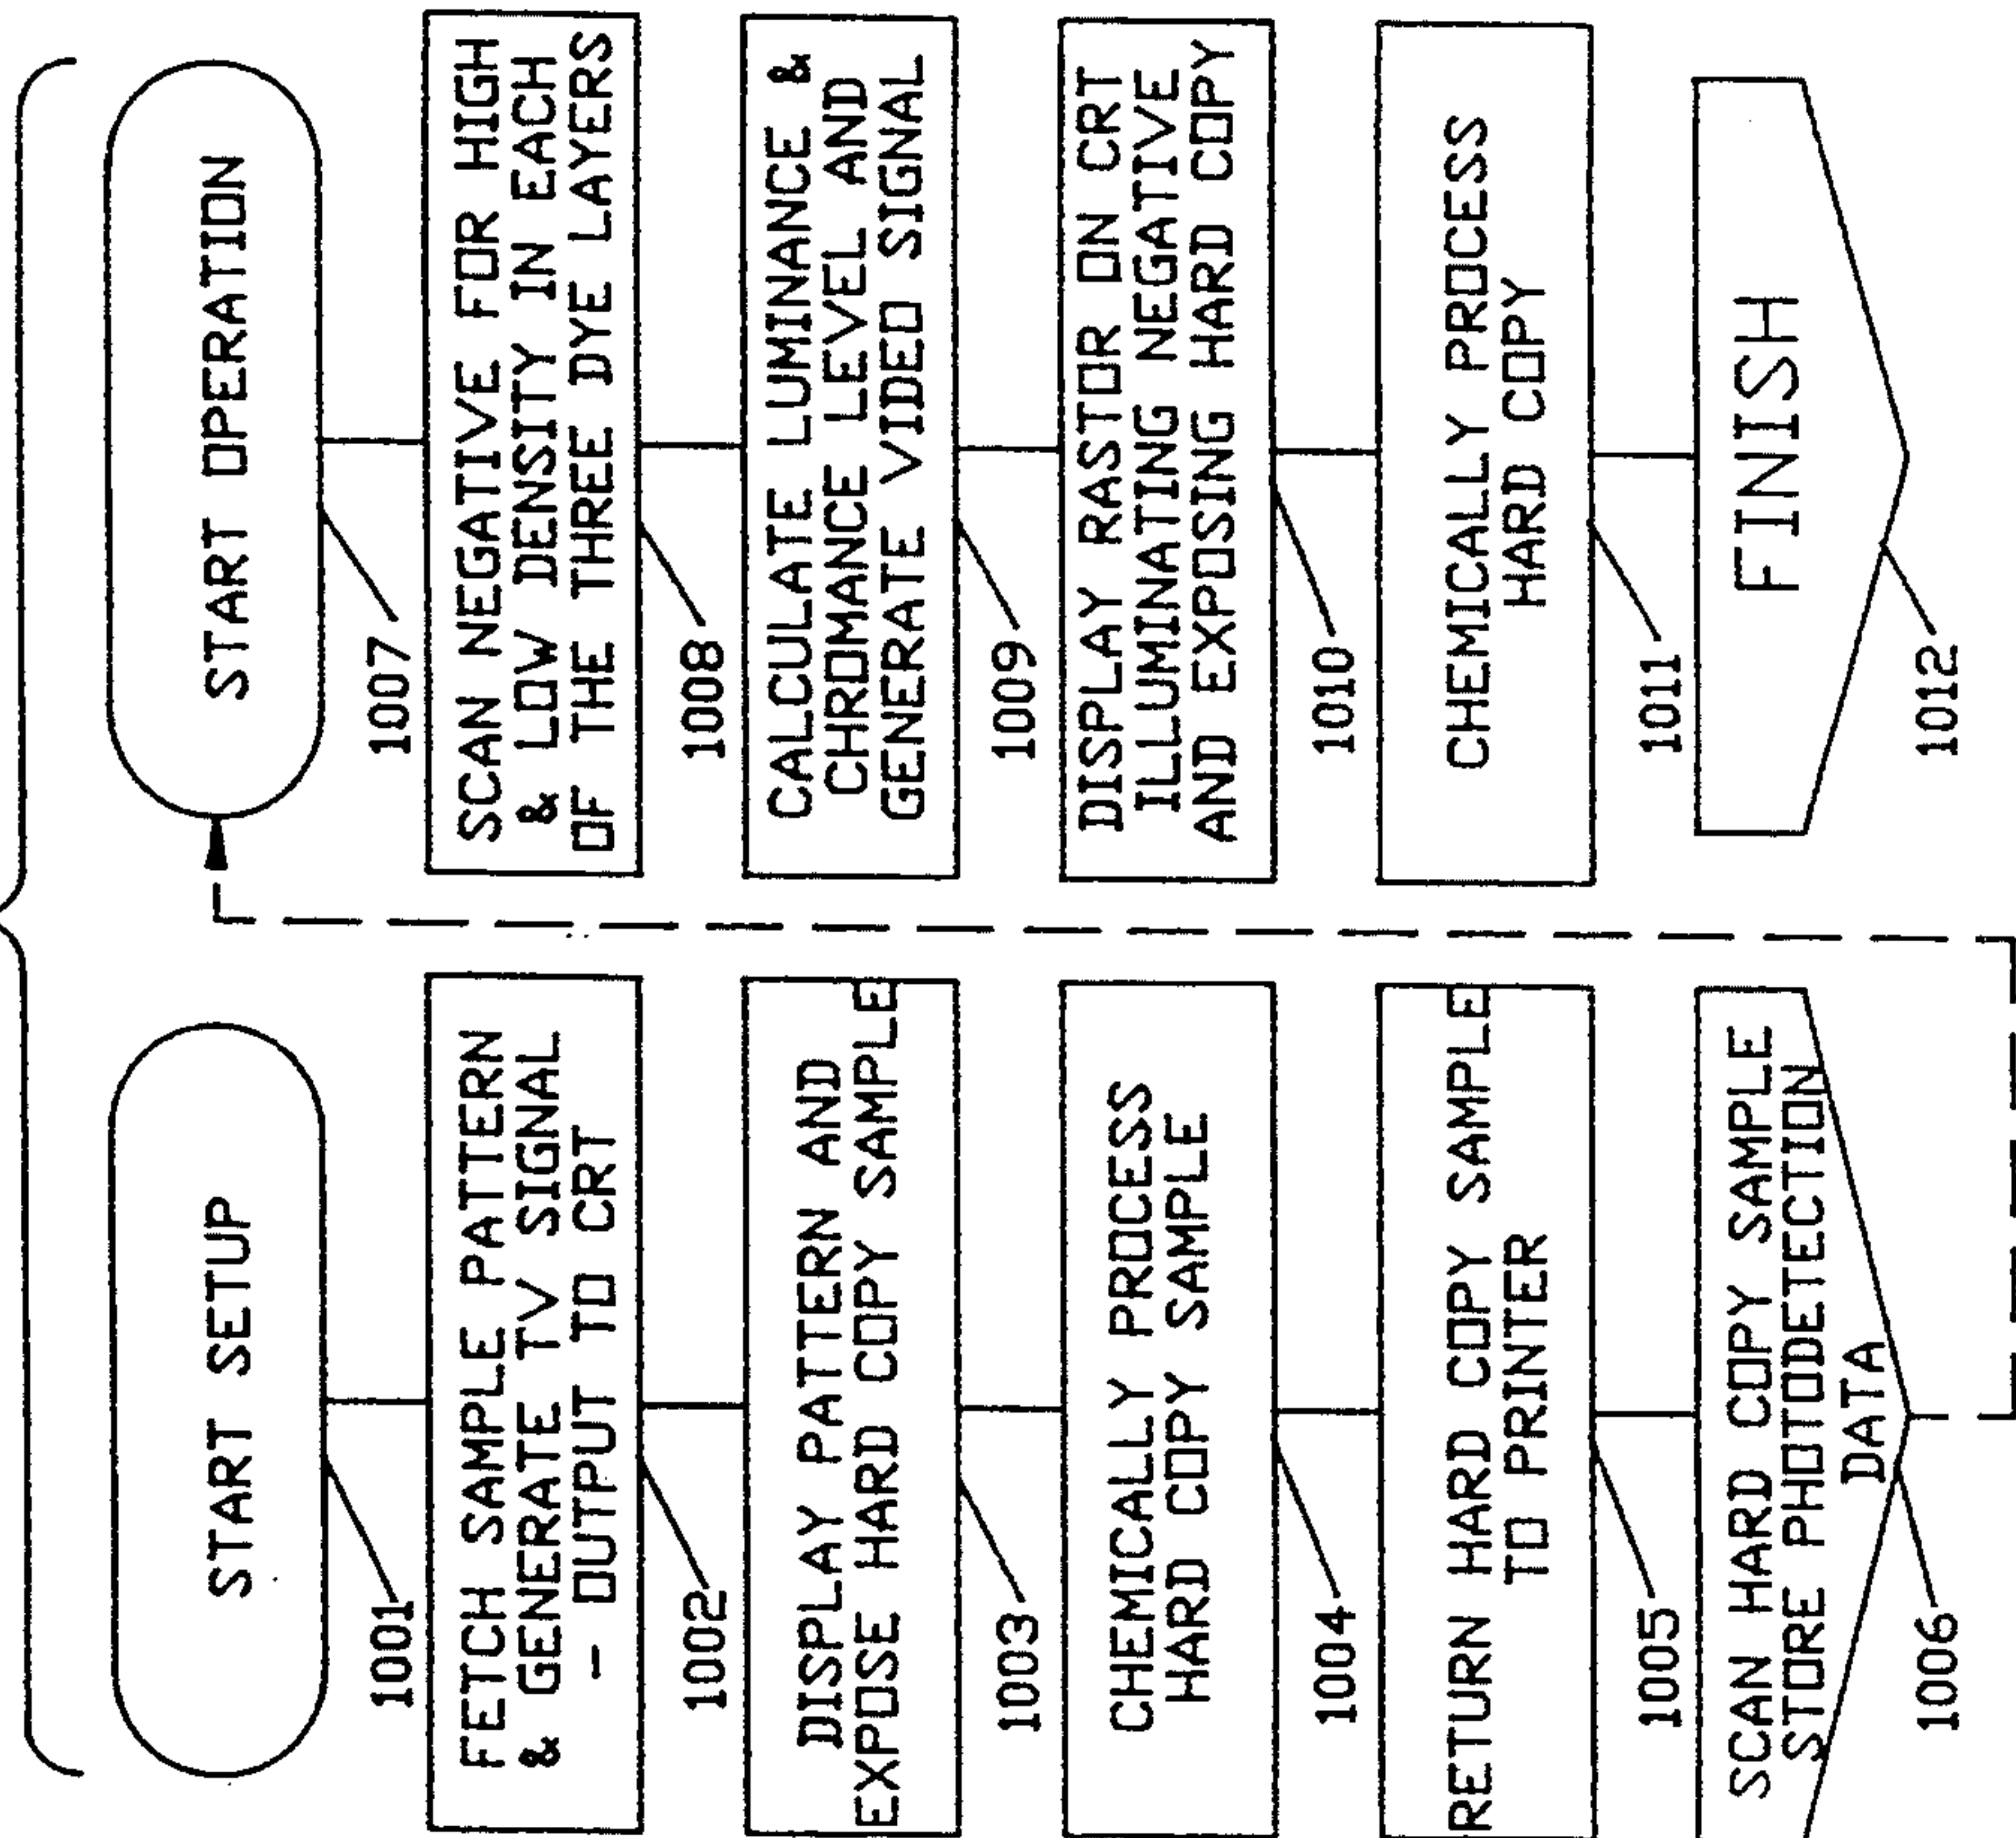 START SETUP
1001
FETCH SAMPLE PATTERN
& GENERATE TV SIGNAL
- OUTPUT TO CRT
1002
DISPLAY PATTERN AND
EXPOSE HARD COPY SAMPLE
1003
CHEMICALLY PROCESS
HARD COPY SAMPLE
1004
RETURN HARD COPY SAMPLE
TO PRINTER
1005
SCAN HARD COPY SAMPLE
STORE PHOTODETECTION
DATA
1006
START OPERATION
1007
SCAN NEGATIVE FOR HIGH
& LOW DENSITY IN EACH
OF THE THREE DYE LAYERS
1008
CALCULATE LUMINANCE &
CHROMANCE LEVEL AND
GENERATE VIDEO SIGNAL
1009
DISPLAY RASTOR ON CRT
ILLUMINATING NEGATIVE
AND EXPOSING HARD COPY
1010
CHEMICALLY PROCESS
HARD COPY
1011
FINISH
1012